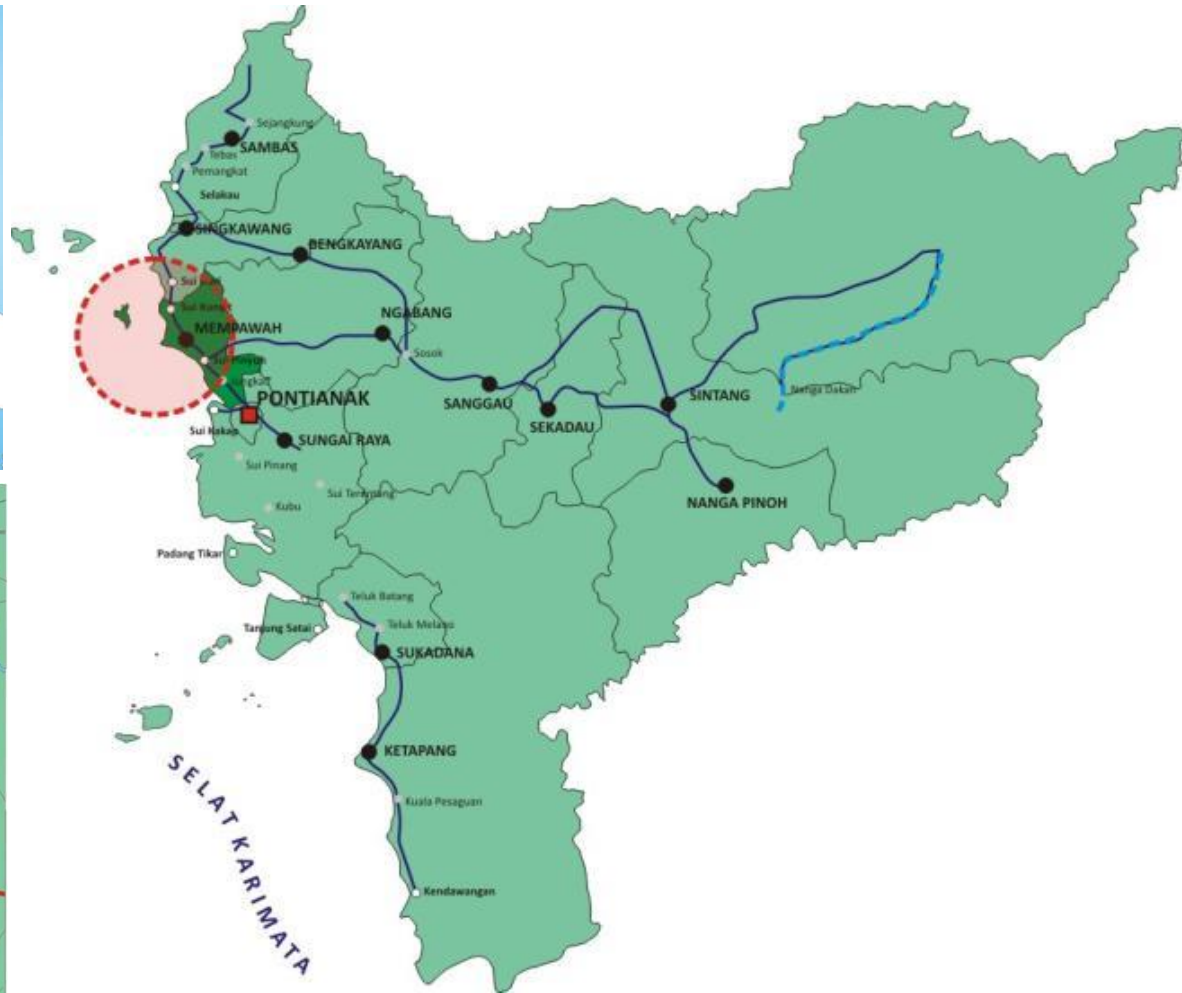 Sejangkung
SAMBAS
Tebas
Pemangkat
Selakau
SINGKAWANG
BENGKAYANG
NGABANG
MEMPAWAH
Sosok
PONTIANAK
SANGGAU
SEKADAU
SINTANG
Nanga Dakan
Sui Kakap
SUNGAI RAYA
Sui Pinang
Kubu
NANGA PINOH
Padang Tikar
Teluk Batang
Tanjung Satai
Teluk Melano
SUKADANA
KETAPANG
Kuala Pesaguan
Kendawangan
SELAT KARIMATA